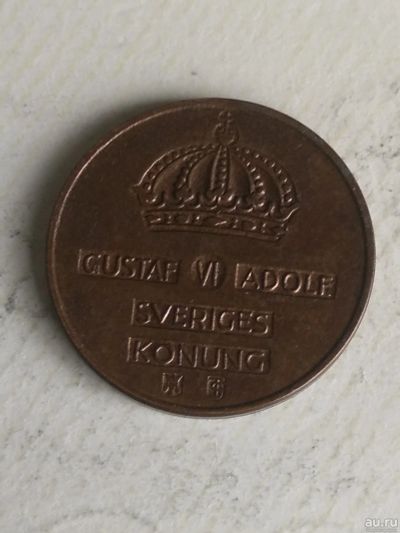 GUSTAF VI ADOLF
SVERIGES
KONUNG
au.ru